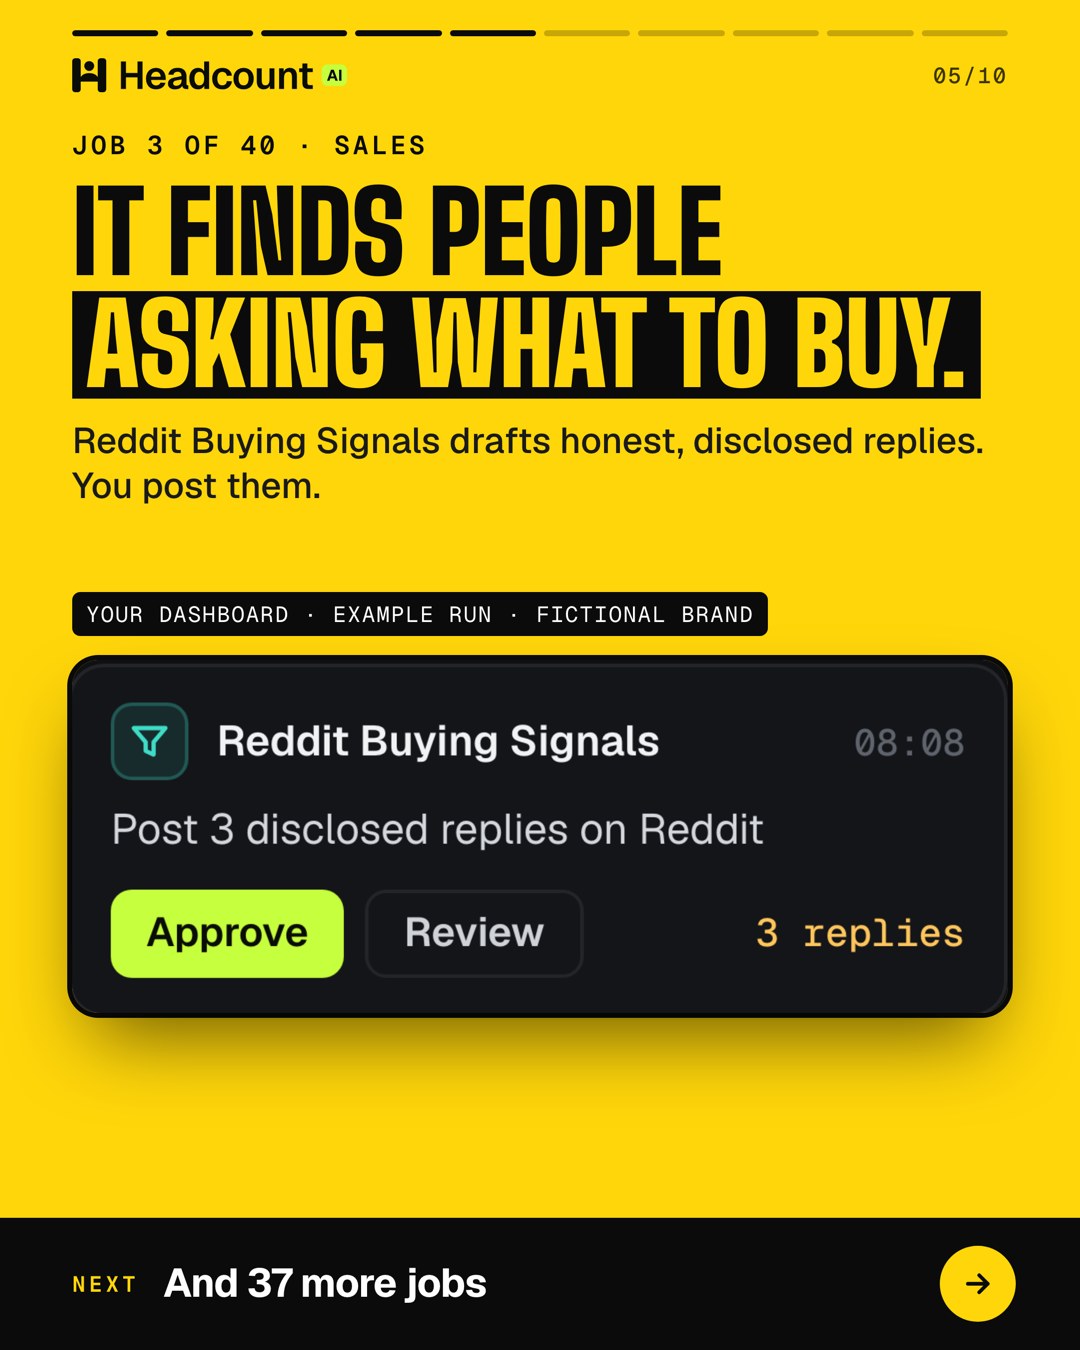 Headcount AI
05/10
JOB 3 OF 40 · SALES
IT FINDS PEOPLE
ASKING WHAT TO BUY.
Reddit Buying Signals drafts honest, disclosed replies.
You post them.
YOUR DASHBOARD · EXAMPLE RUN · FICTIONAL BRAND
Reddit Buying Signals
08:08
Post 3 disclosed replies on Reddit
Approve
Review
3 replies
NEXT
And 37 more jobs